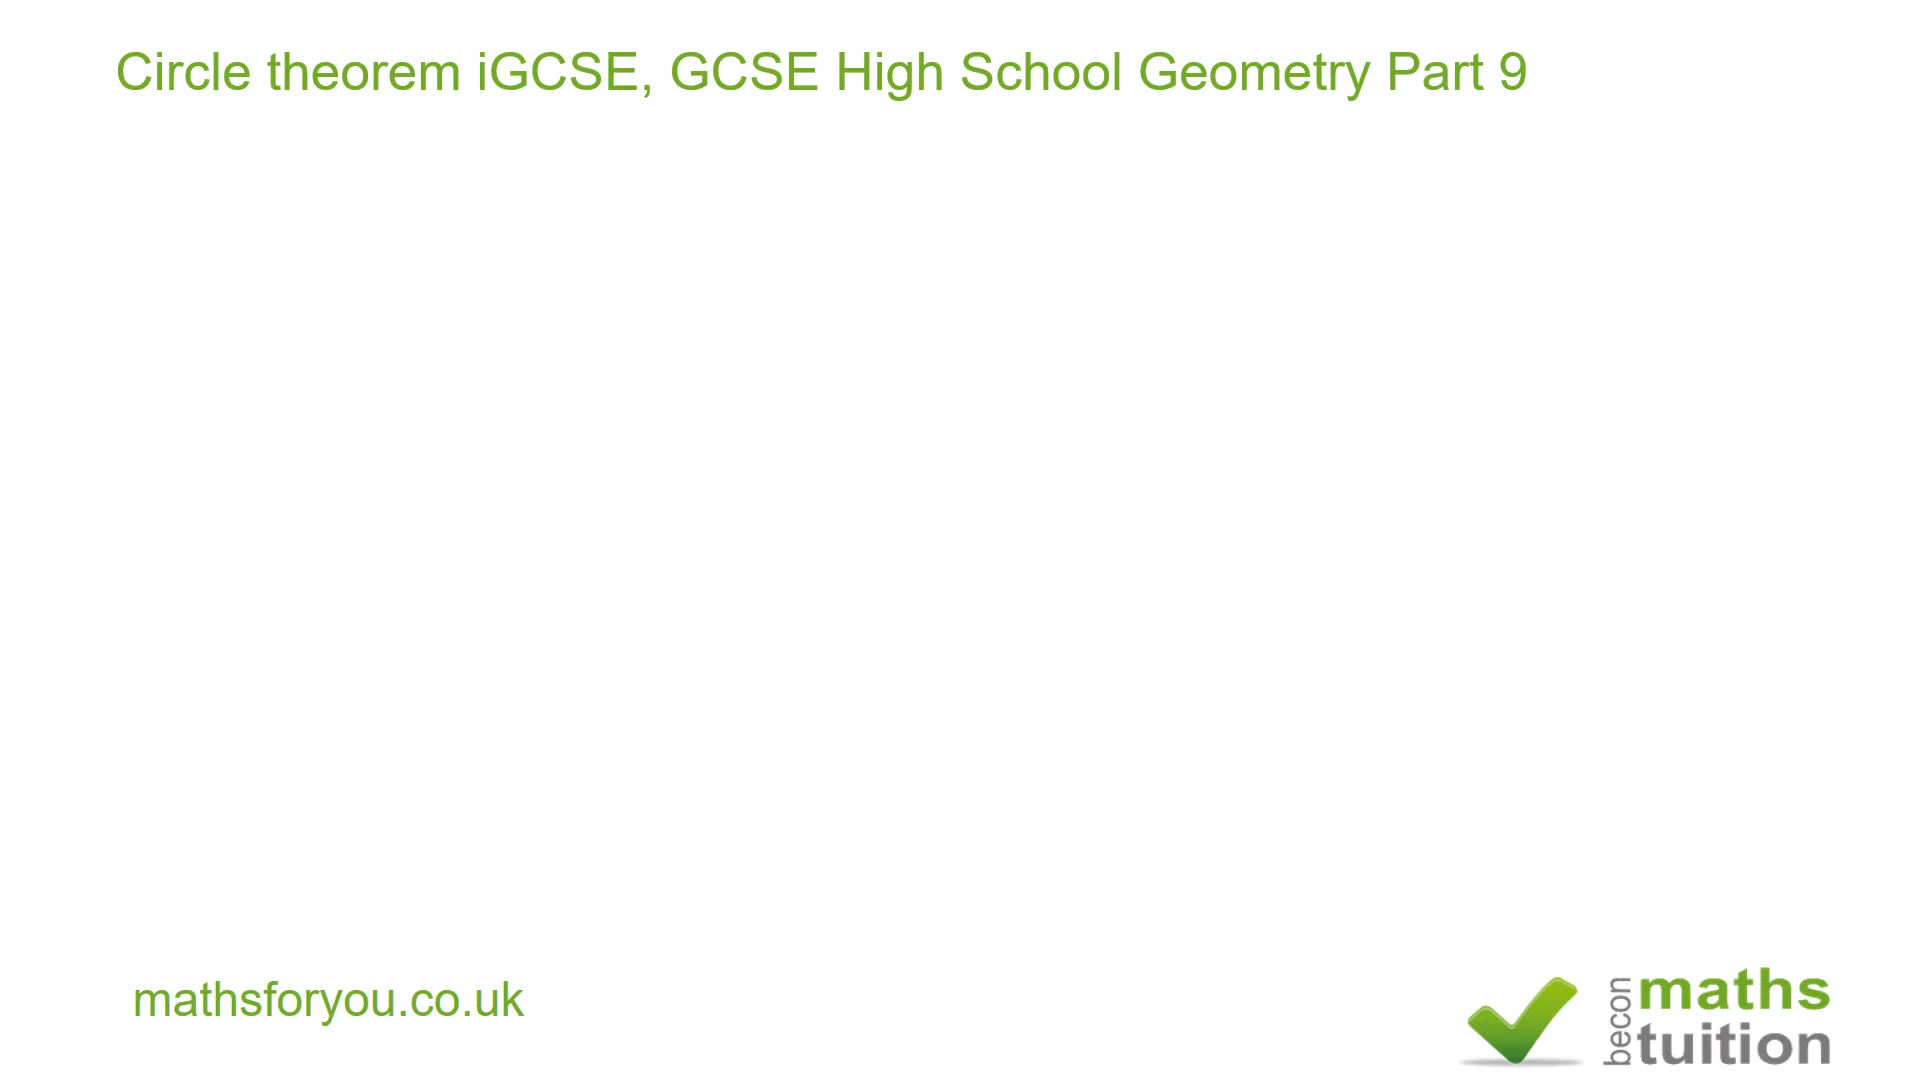 Circle theorem iGCSE, GCSE High School Geometry Part 9
mathsforyou.co.uk
becon
maths
tuition